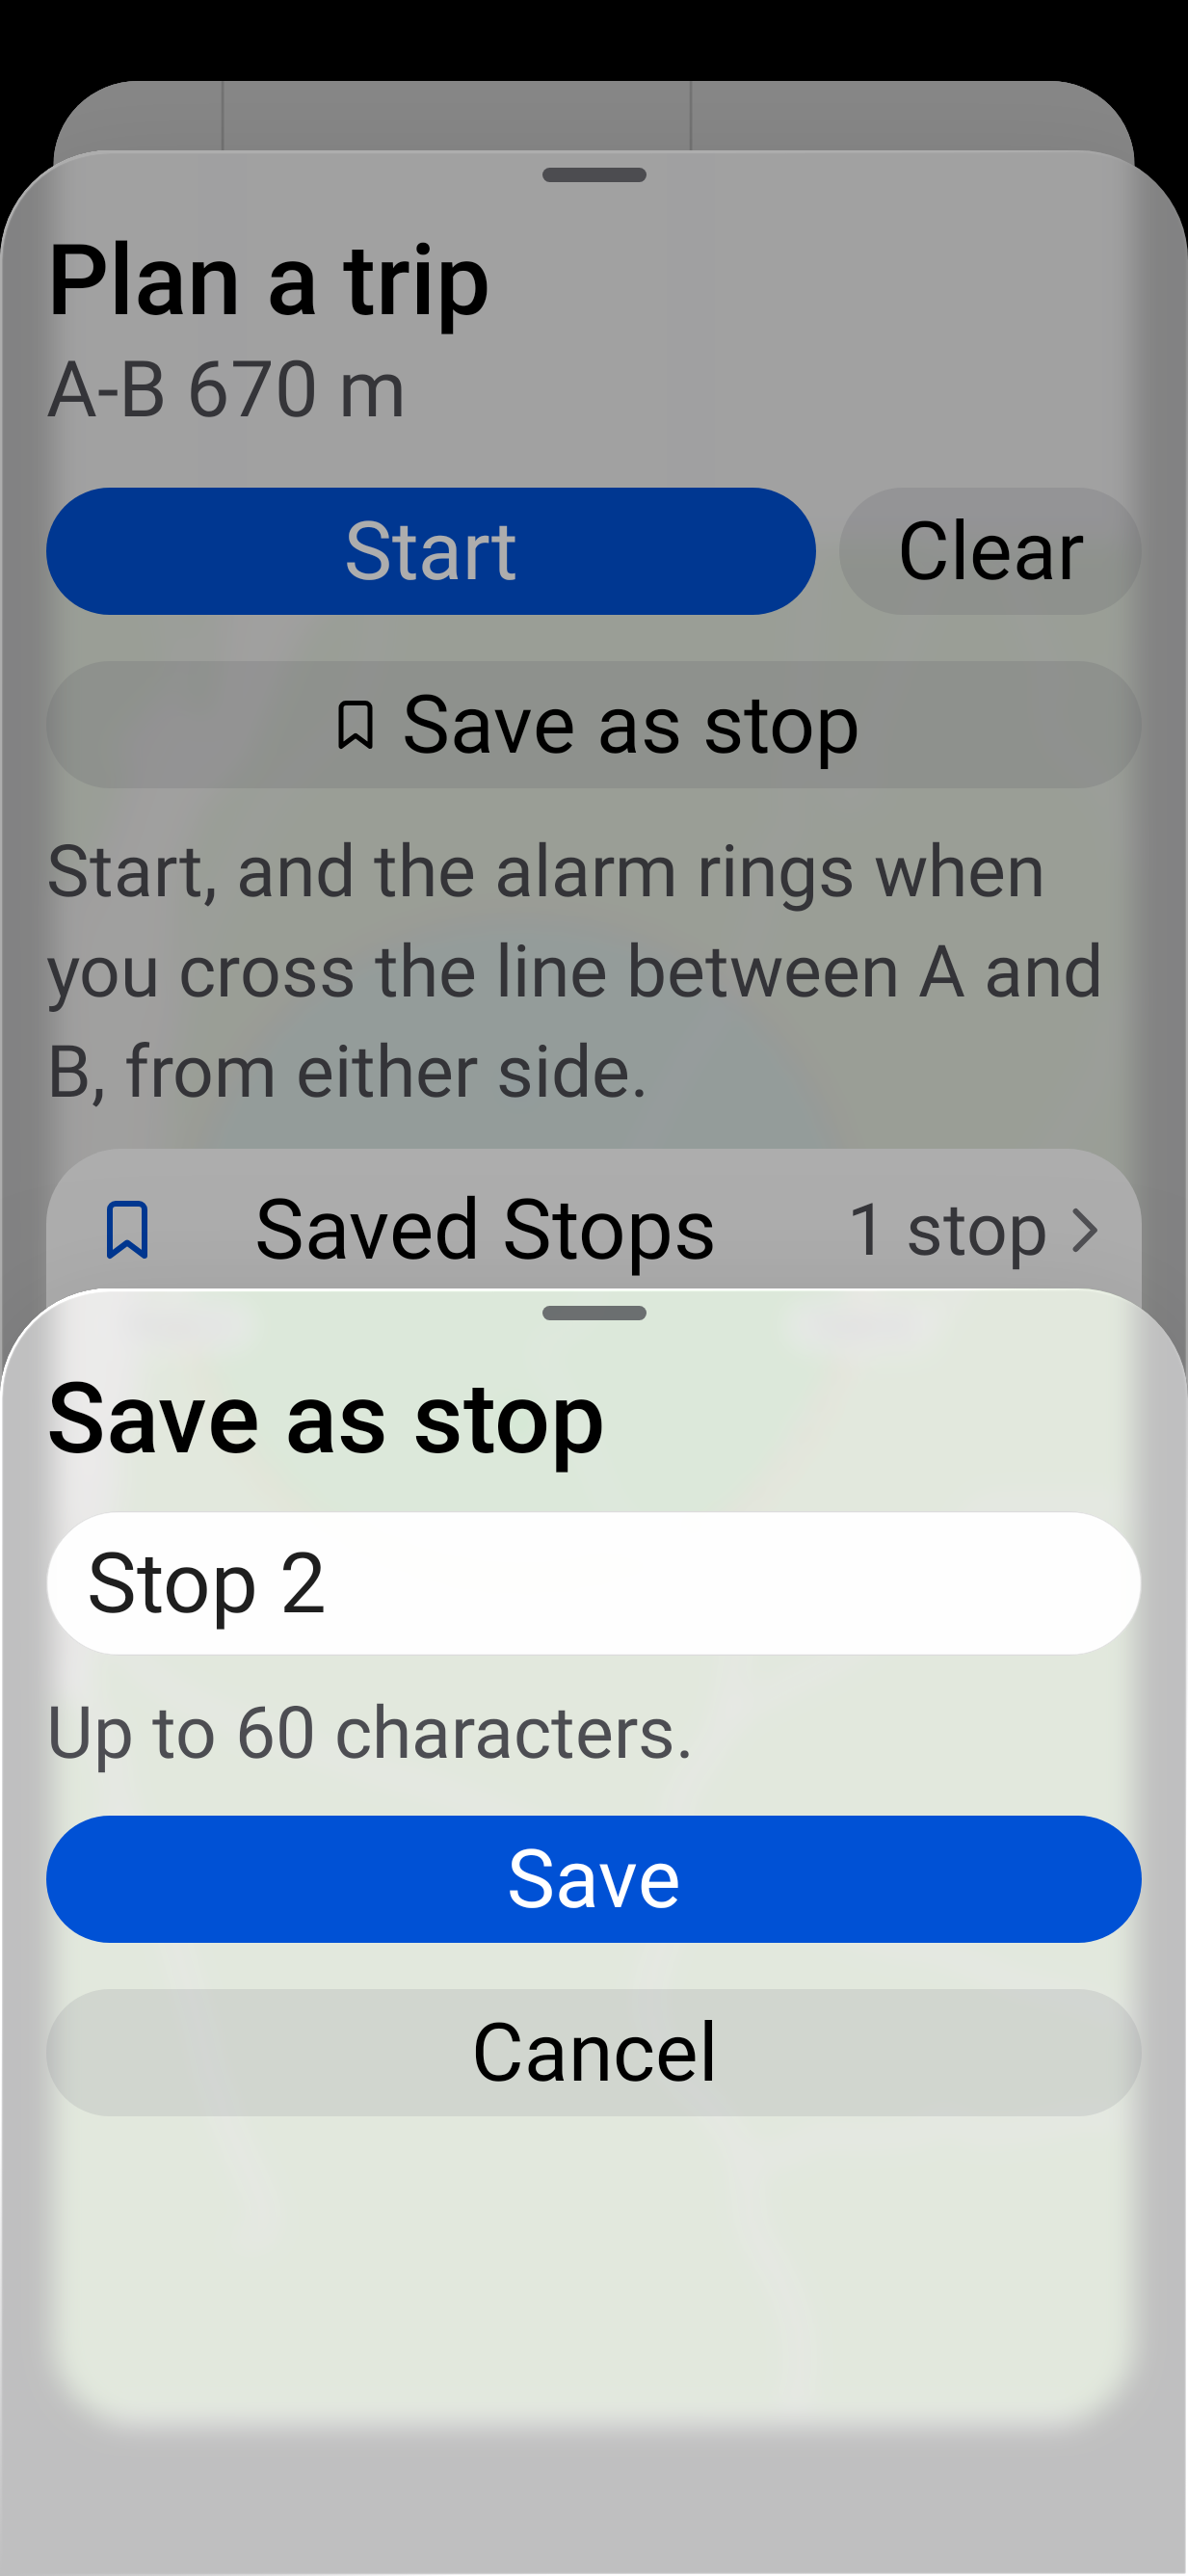 Plan a trip
A-B 670 m
Start
Clear
Save as stop
Start, and the alarm rings when
you cross the line between A and
B, from either side.
Saved Stops
1 stop
Save as stop
Stop 2
Up to 60 characters.
Save
Cancel